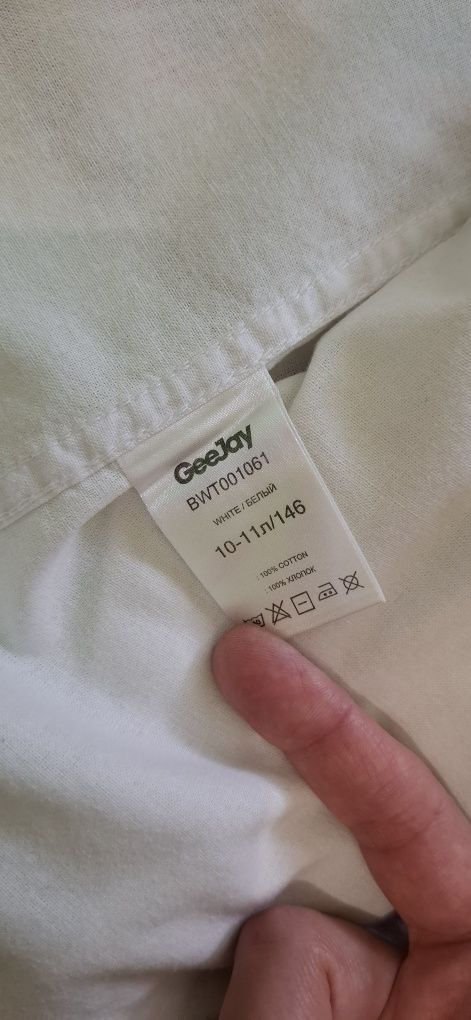 GeeJay
BWT001061
WHITE / БЕЛЫЙ
10-11л/146
: 100% COTTON
: 100% ХЛОПОК